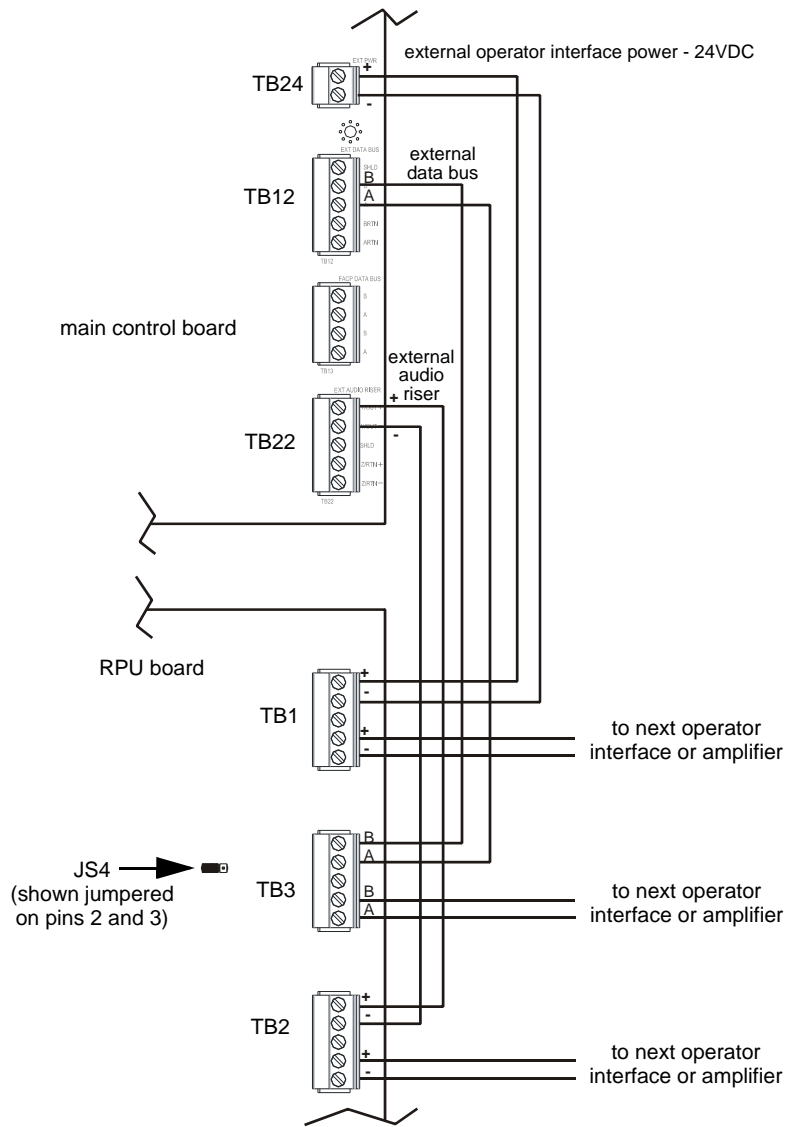 external operator interface power - 24VDC
EXT PWR
+
TB24
-
EXT DATA BUS
external
data bus
SHLD
B
TB12
A
BRTN
ARTN
TB12
FACP DATA BUS
B
A
main control board
B
A
TB13
external
audio
riser
EXT AUDIO RISER
+
TB22
-
SHLD
Z/RTN+
Z/RTN-
TB22
RPU board
+
-
TB1
+
-
to next operator
interface or amplifier
B
A
JS4
(shown jumpered
on pins 2 and 3)
TB3
B
A
to next operator
interface or amplifier
+
-
TB2
+
-
to next operator
interface or amplifier